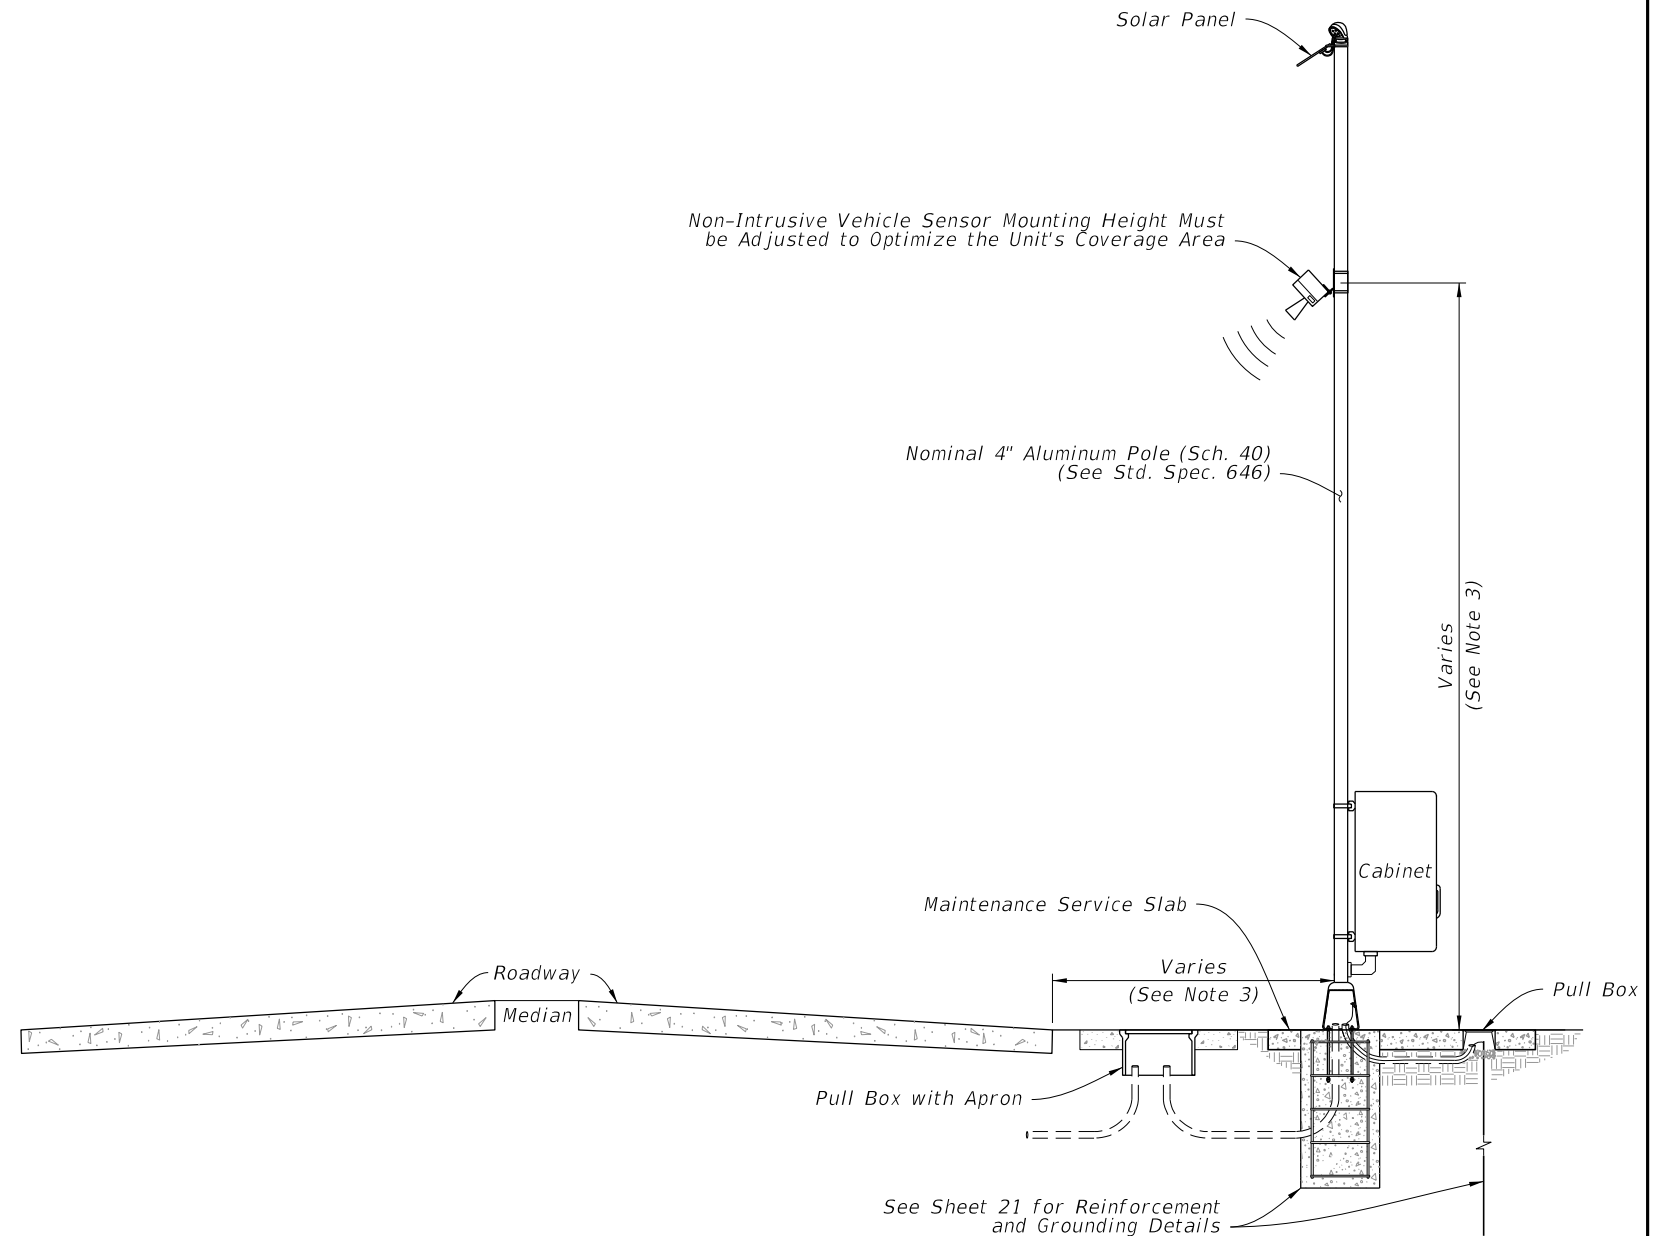 Solar Panel
Non-Intrusive Vehicle Sensor Mounting Height Must
be Adjusted to Optimize the Unit's Coverage Area
Nominal 4" Aluminum Pole (Sch. 40)
(See Std. Spec. 646)
Varies
(See Note 3)
Cabinet
Maintenance Service Slab
Varies
(See Note 3)
Roadway
Median
Pull Box
Pull Box with Apron
See Sheet 21 for Reinforcement
and Grounding Details